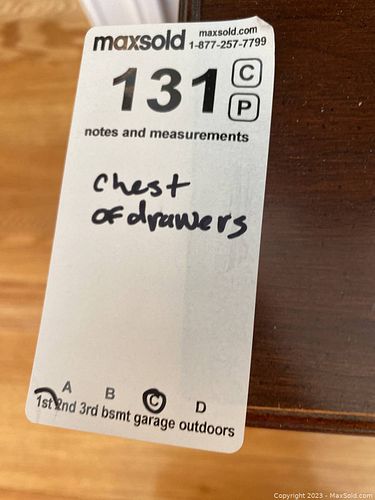 maxsold maxsold.com
1-877-257-7799
131 C
P
notes and measurements
chest
of drawers
A B C D
1st 2nd 3rd bsmt garage outdoors
Copyright 2023 - MaxSold.com